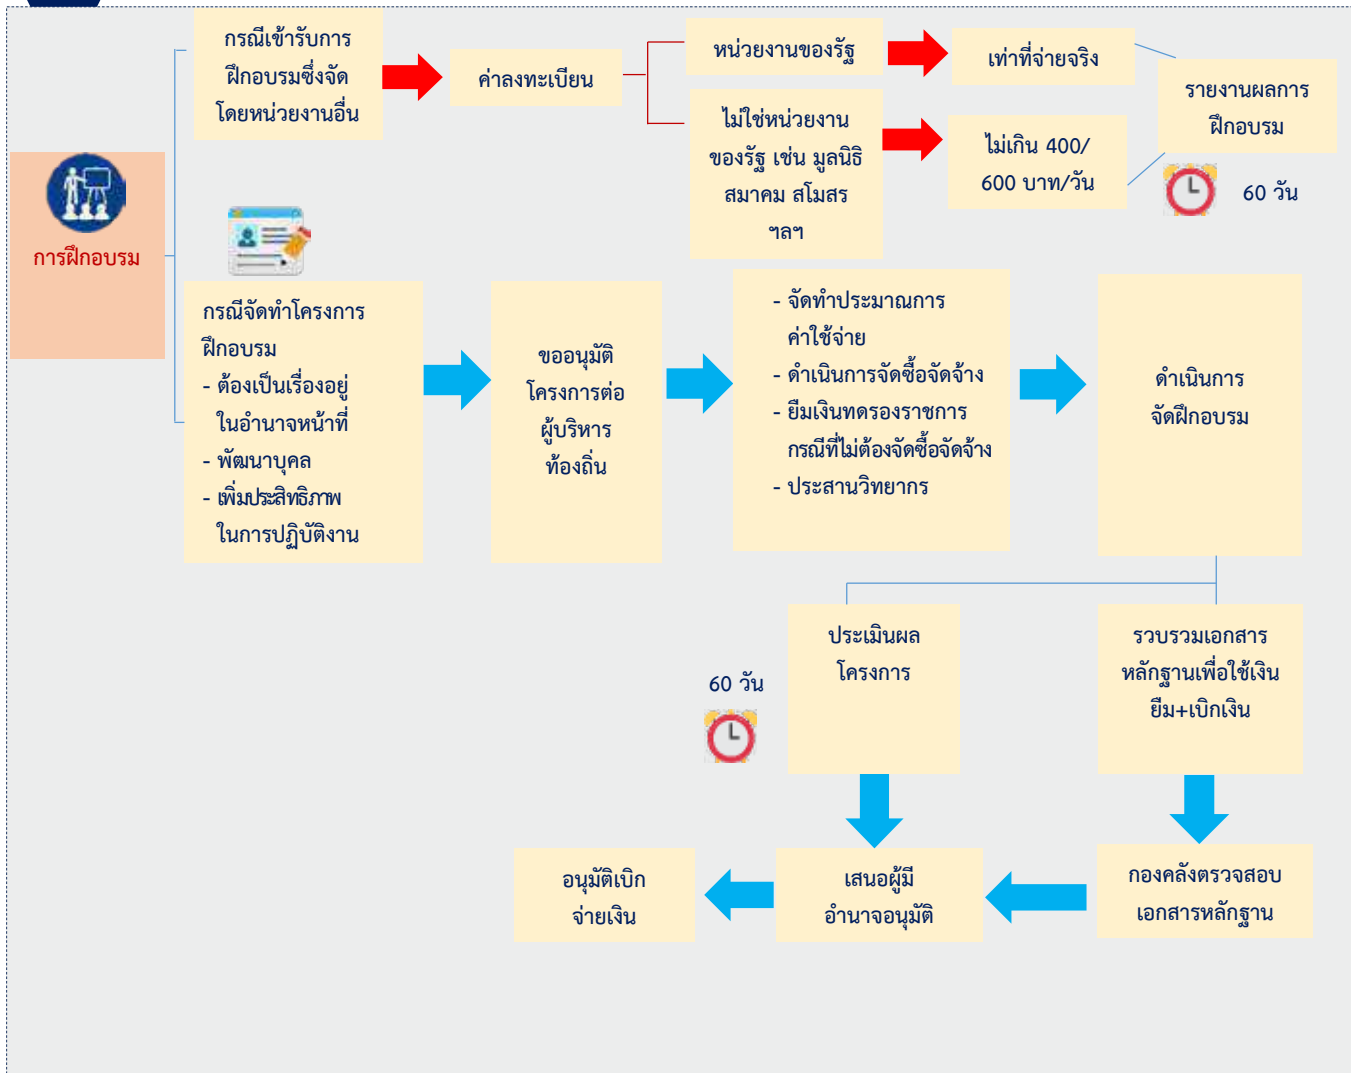 การฝึกอบรม
กรณีเข้ารับการ
ฝึกอบรมซึ่งจัด
โดยหน่วยงานอื่น
ค่าลงทะเบียน
หน่วยงานของรัฐ
เท่าที่จ่ายจริง
ไม่ใช่หน่วยงาน
ของรัฐ เช่น มูลนิธิ
สมาคม สโมสร
ฯลฯ
ไม่เกิน 400/
600 บาท/วัน
รายงานผลการ
ฝึกอบรม
60 วัน
กรณีจัดทำโครงการ
ฝึกอบรม
- ต้องเป็นเรื่องอยู่
ในอำนาจหน้าที่
- พัฒนาบุคล
- เพิ่มประสิทธิภาพ
ในการปฏิบัติงาน
ขออนุมัติ
โครงการต่อ
ผู้บริหาร
ท้องถิ่น
- จัดทำประมาณการ
ค่าใช้จ่าย
- ดำเนินการจัดซื้อจัดจ้าง
- ยืมเงินทดรองราชการ
กรณีที่ไม่ต้องจัดซื้อจัดจ้าง
- ประสานวิทยากร
ดำเนินการ
จัดฝึกอบรม
ประเมินผล
โครงการ
60 วัน
รวบรวมเอกสาร
หลักฐานเพื่อใช้เงิน
ยืม+เบิกเงิน
กองคลังตรวจสอบ
เอกสารหลักฐาน
เสนอผู้มี
อำนาจอนุมัติ
อนุมัติเบิก
จ่ายเงิน